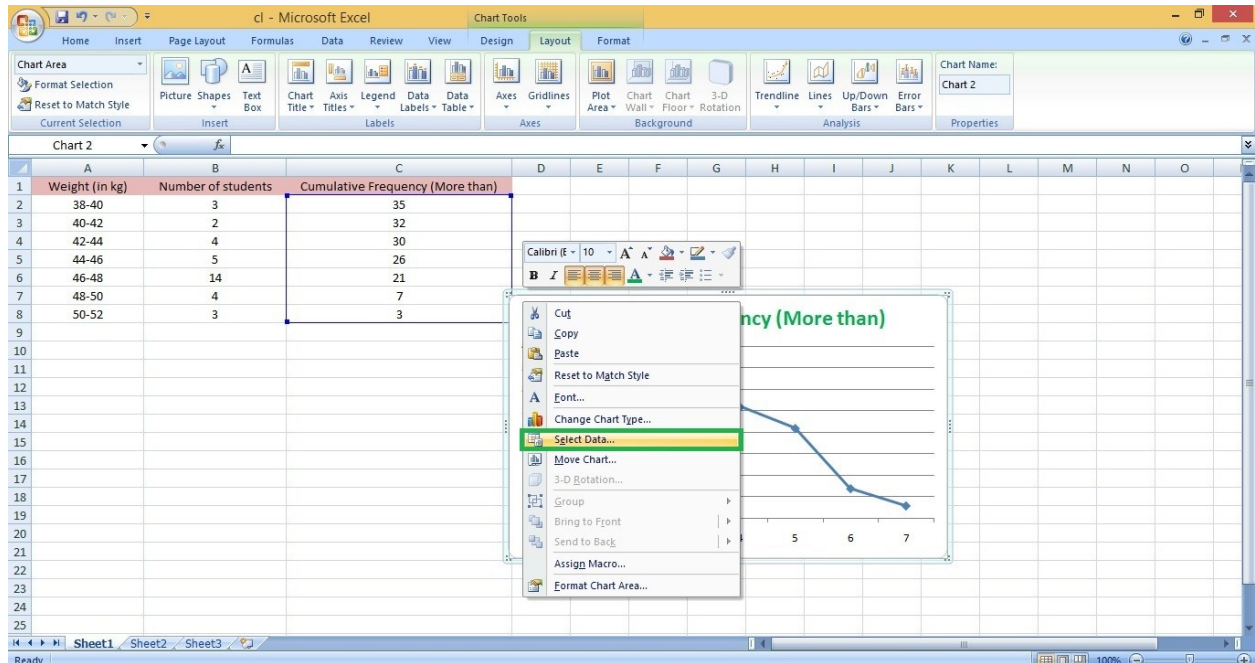 cl - Microsoft Excel Chart Tools
Home Insert Page Layout Formulas Data Review View Design Layout Format
Chart Area
Format Selection
Reset to Match Style
Current Selection
Picture Shapes Text Box
Insert
Chart Title Axis Titles Legend Data Labels Data Table
Labels
Axes Gridlines
Axes
Plot Area Chart Wall Chart Floor 3-D Rotation
Background
Trendline Lines Up/Down Bars Error Bars
Analysis
Chart Name:
Chart 2
Properties
Chart 2 fx
A B C D E F G H I J K L M N O
1 Weight (in kg) Number of students Cumulative Frequency (More than)
2 38-40 3 35
3 40-42 2 32
4 42-44 4 30
5 44-46 5 26
6 46-48 14 21
7 48-50 4 7
8 50-52 3 3
9
10
11
12
13
14
15
16
17
18
19
20
21
22
23
24
25
Calibri (E 10 A A
B I A
ncy (More than)
5 6 7
Cut
Copy
Paste
Reset to Match Style
Font...
Change Chart Type...
Select Data...
Move Chart...
3-D Rotation...
Group
Bring to Front
Send to Back
Assign Macro...
Format Chart Area...
Sheet1 Sheet2 Sheet3
Ready 100%